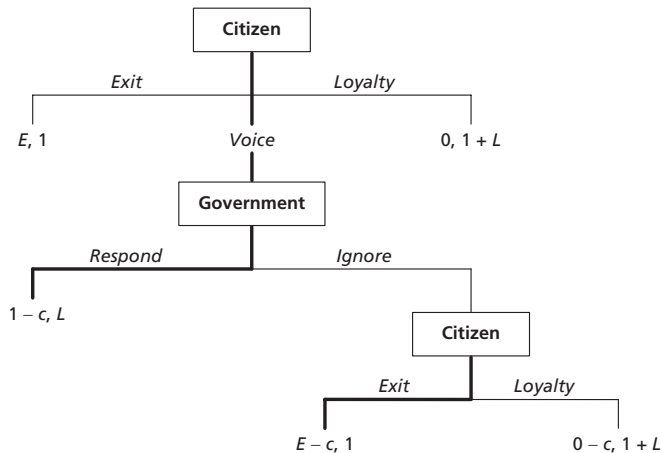 Citizen
Exit Loyalty
E, 1 Voice 0, 1 + L
Government
Respond Ignore
1 – c, L
Citizen
Exit Loyalty
E – c, 1 0 – c, 1 + L